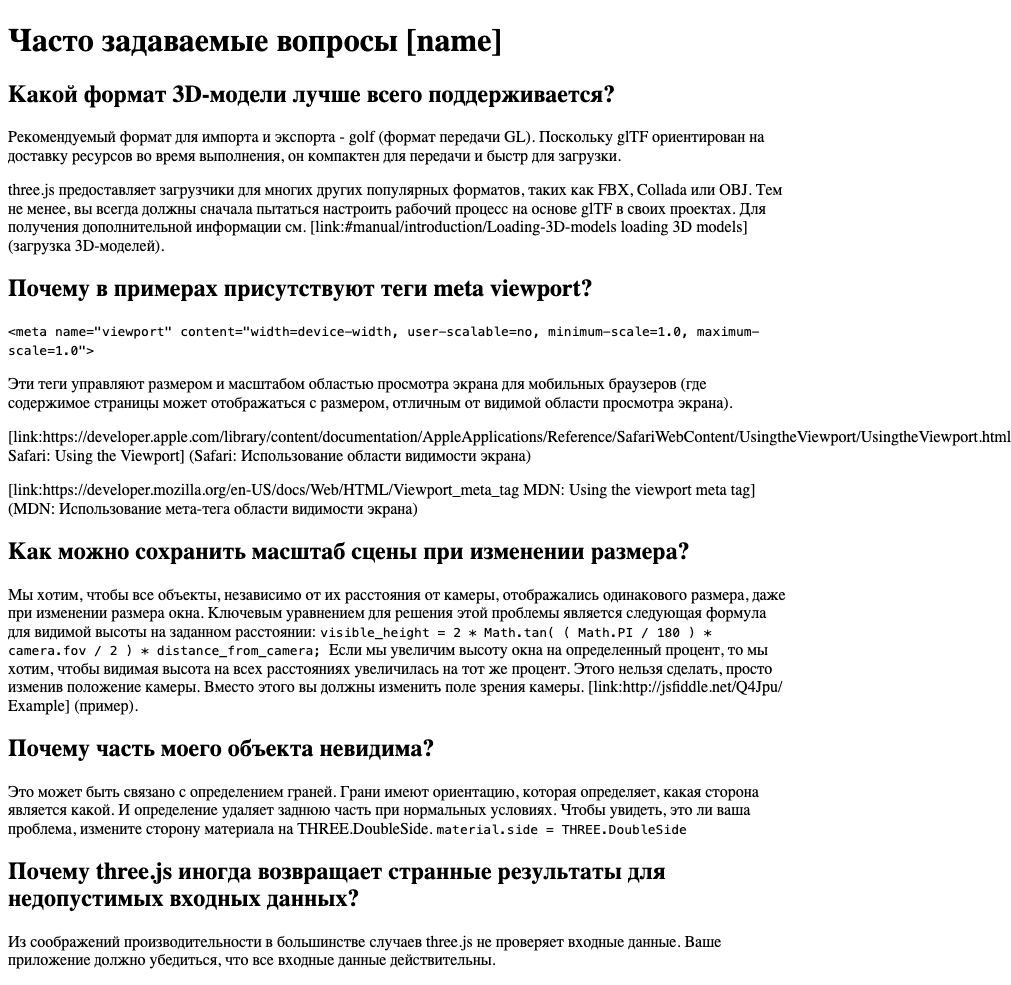 Часто задаваемые вопросы [name]
Какой формат 3D-модели лучше всего поддерживается?
Рекомендуемый формат для импорта и экспорта - golf (формат передачи GL). Поскольку glTF ориентирован на
доставку ресурсов во время выполнения, он компактен для передачи и быстр для загрузки.
three.js предоставляет загрузчики для многих других популярных форматов, таких как FBX, Collada или OBJ. Тем
не менее, вы всегда должны сначала пытаться настроить рабочий процесс на основе glTF в своих проектах. Для
получения дополнительной информации см. [link:#manual/introduction/Loading-3D-models loading 3D models]
(загрузка 3D-моделей).
Почему в примерах присутствуют теги meta viewport?
<meta name="viewport" content="width=device-width, user-scalable=no, minimum-scale=1.0, maximum-
scale=1.0">
Эти теги управляют размером и масштабом областью просмотра экрана для мобильных браузеров (где
содержимое страницы может отображаться с размером, отличным от видимой области просмотра экрана).
[link:https://developer.apple.com/library/content/documentation/AppleApplications/Reference/SafariWebContent/UsingtheViewport/UsingtheViewport.html
Safari: Using the Viewport] (Safari: Использование области видимости экрана)
[link:https://developer.mozilla.org/en-US/docs/Web/HTML/Viewport_meta_tag MDN: Using the viewport meta tag]
(MDN: Использование мета-тега области видимости экрана)
Как можно сохранить масштаб сцены при изменении размера?
Мы хотим, чтобы все объекты, независимо от их расстояния от камеры, отображались одинакового размера, даже
при изменении размера окна. Ключевым уравнением для решения этой проблемы является следующая формула
для видимой высоты на заданном расстоянии: visible_height = 2 * Math.tan( ( Math.PI / 180 ) *
camera.fov / 2 ) * distance_from_camera; Если мы увеличим высоту окна на определенный процент, то мы
хотим, чтобы видимая высота на всех расстояниях увеличилась на тот же процент. Этого нельзя сделать, просто
изменив положение камеры. Вместо этого вы должны изменить поле зрения камеры. [link:http://jsfiddle.net/Q4Jpu/
Example] (пример).
Почему часть моего объекта невидима?
Это может быть связано с определением граней. Грани имеют ориентацию, которая определяет, какая сторона
является какой. И определение удаляет заднюю часть при нормальных условиях. Чтобы увидеть, это ли ваша
проблема, измените сторону материала на THREE.DoubleSide. material.side = THREE.DoubleSide
Почему three.js иногда возвращает странные результаты для
недопустимых входных данных?
Из соображений производительности в большинстве случаев three.js не проверяет входные данные. Ваше
приложение должно убедиться, что все входные данные действительны.